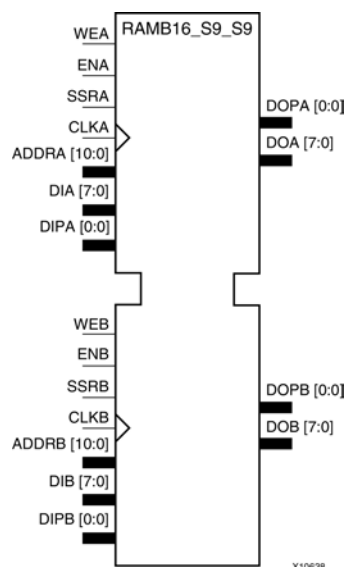 RAMB16_S9_S9
WEA
ENA
SSRA
CLKA
ADDRA [10:0]
DIA [7:0]
DIPA [0:0]
DOPA [0:0]
DOA [7:0]
WEB
ENB
SSRB
CLKB
ADDRB [10:0]
DIB [7:0]
DIPB [0:0]
DOPB [0:0]
DOB [7:0]
X10638